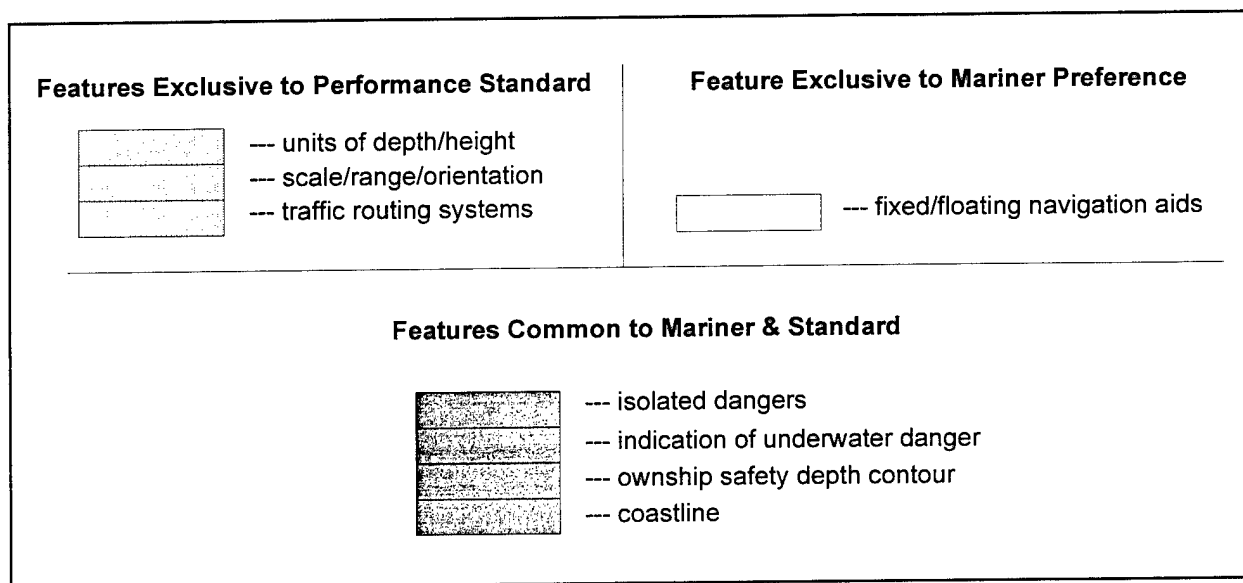 Features Exclusive to Performance Standard
--- units of depth/height
--- scale/range/orientation
--- traffic routing systems
Feature Exclusive to Mariner Preference
--- fixed/floating navigation aids
Features Common to Mariner & Standard
--- isolated dangers
--- indication of underwater danger
--- ownship safety depth contour
--- coastline